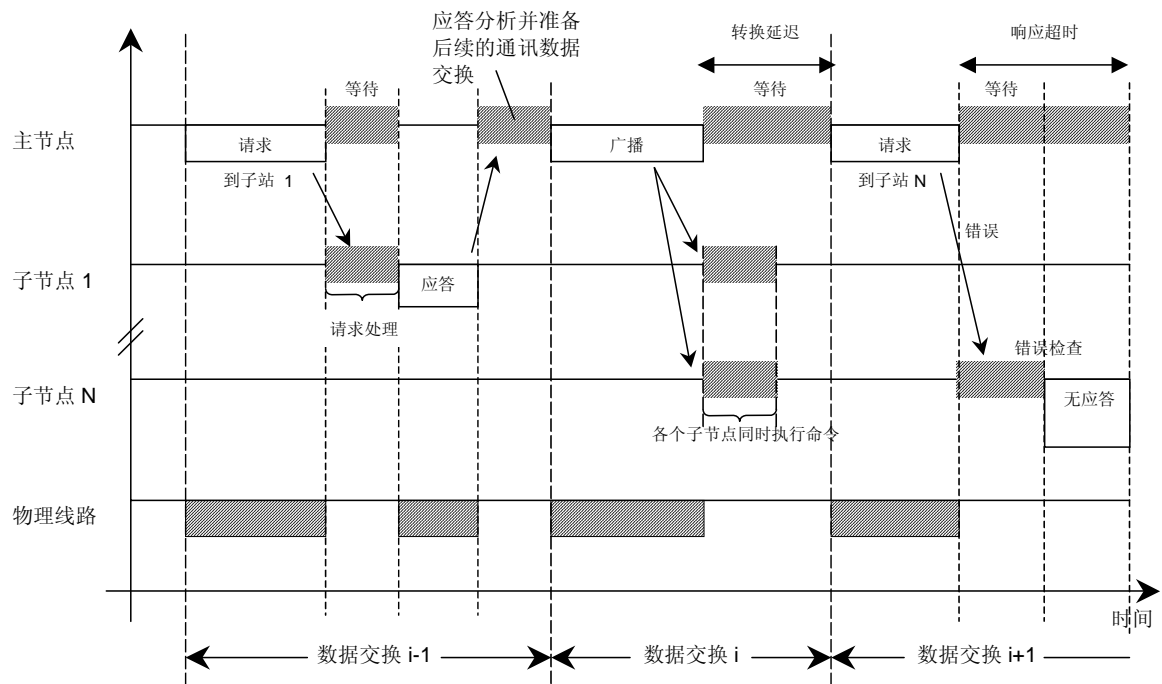 应答分析并准备
后续的通讯数据
交换
转换延迟
响应超时
等待
等待
等待
主节点
请求
广播
请求
到子站 1
到子站 N
错误
子节点 1
应答
请求处理
错误检查
子节点 N
无应答
各个子节点同时执行命令
物理线路
时间
数据交换 i-1
数据交换 i
数据交换 i+1